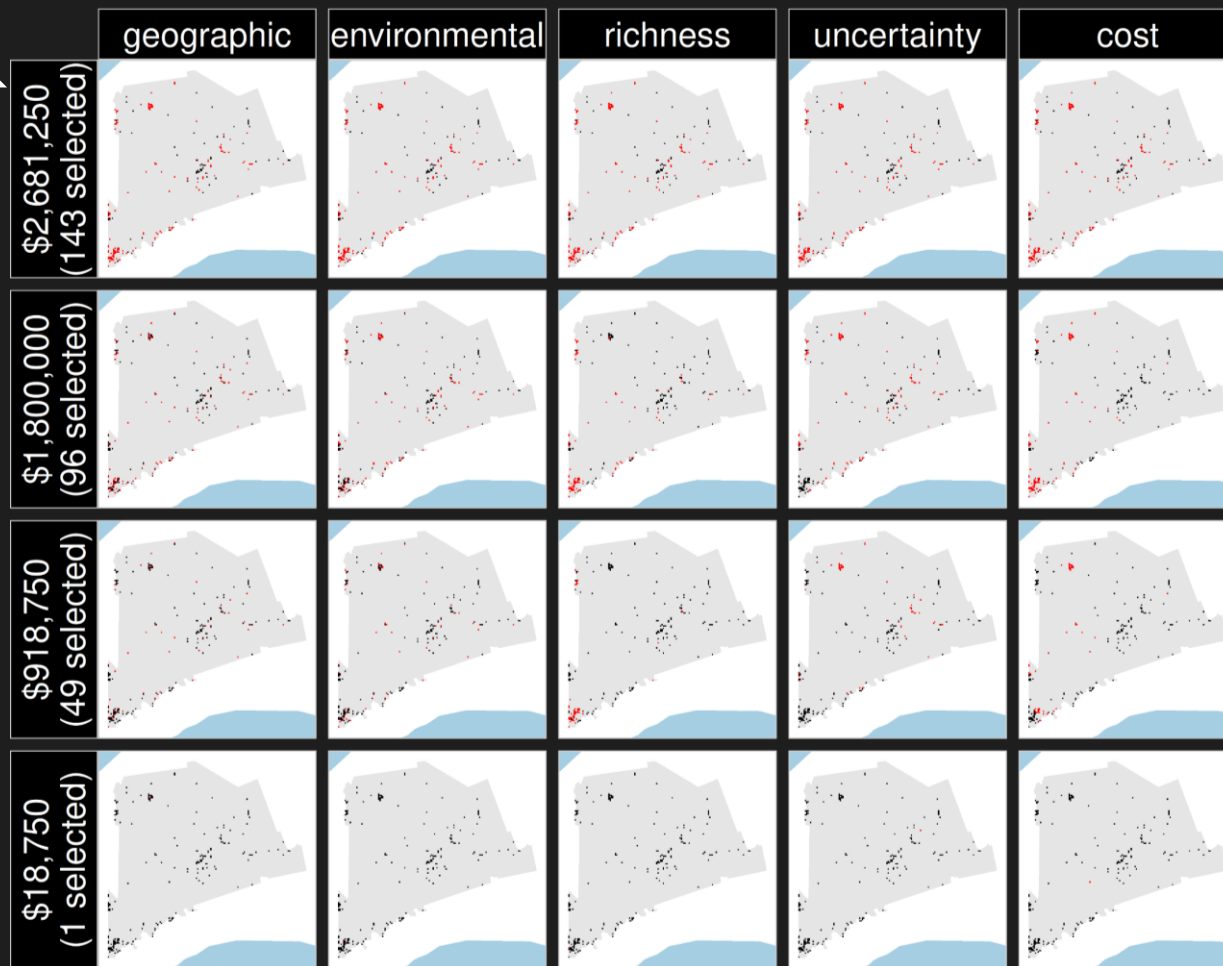 geographic
environmental
richness
uncertainty
cost
$2,681,250
(143 selected)
$1,800,000
(96 selected)
$918,750
(49 selected)
$18,750
(1 selected)